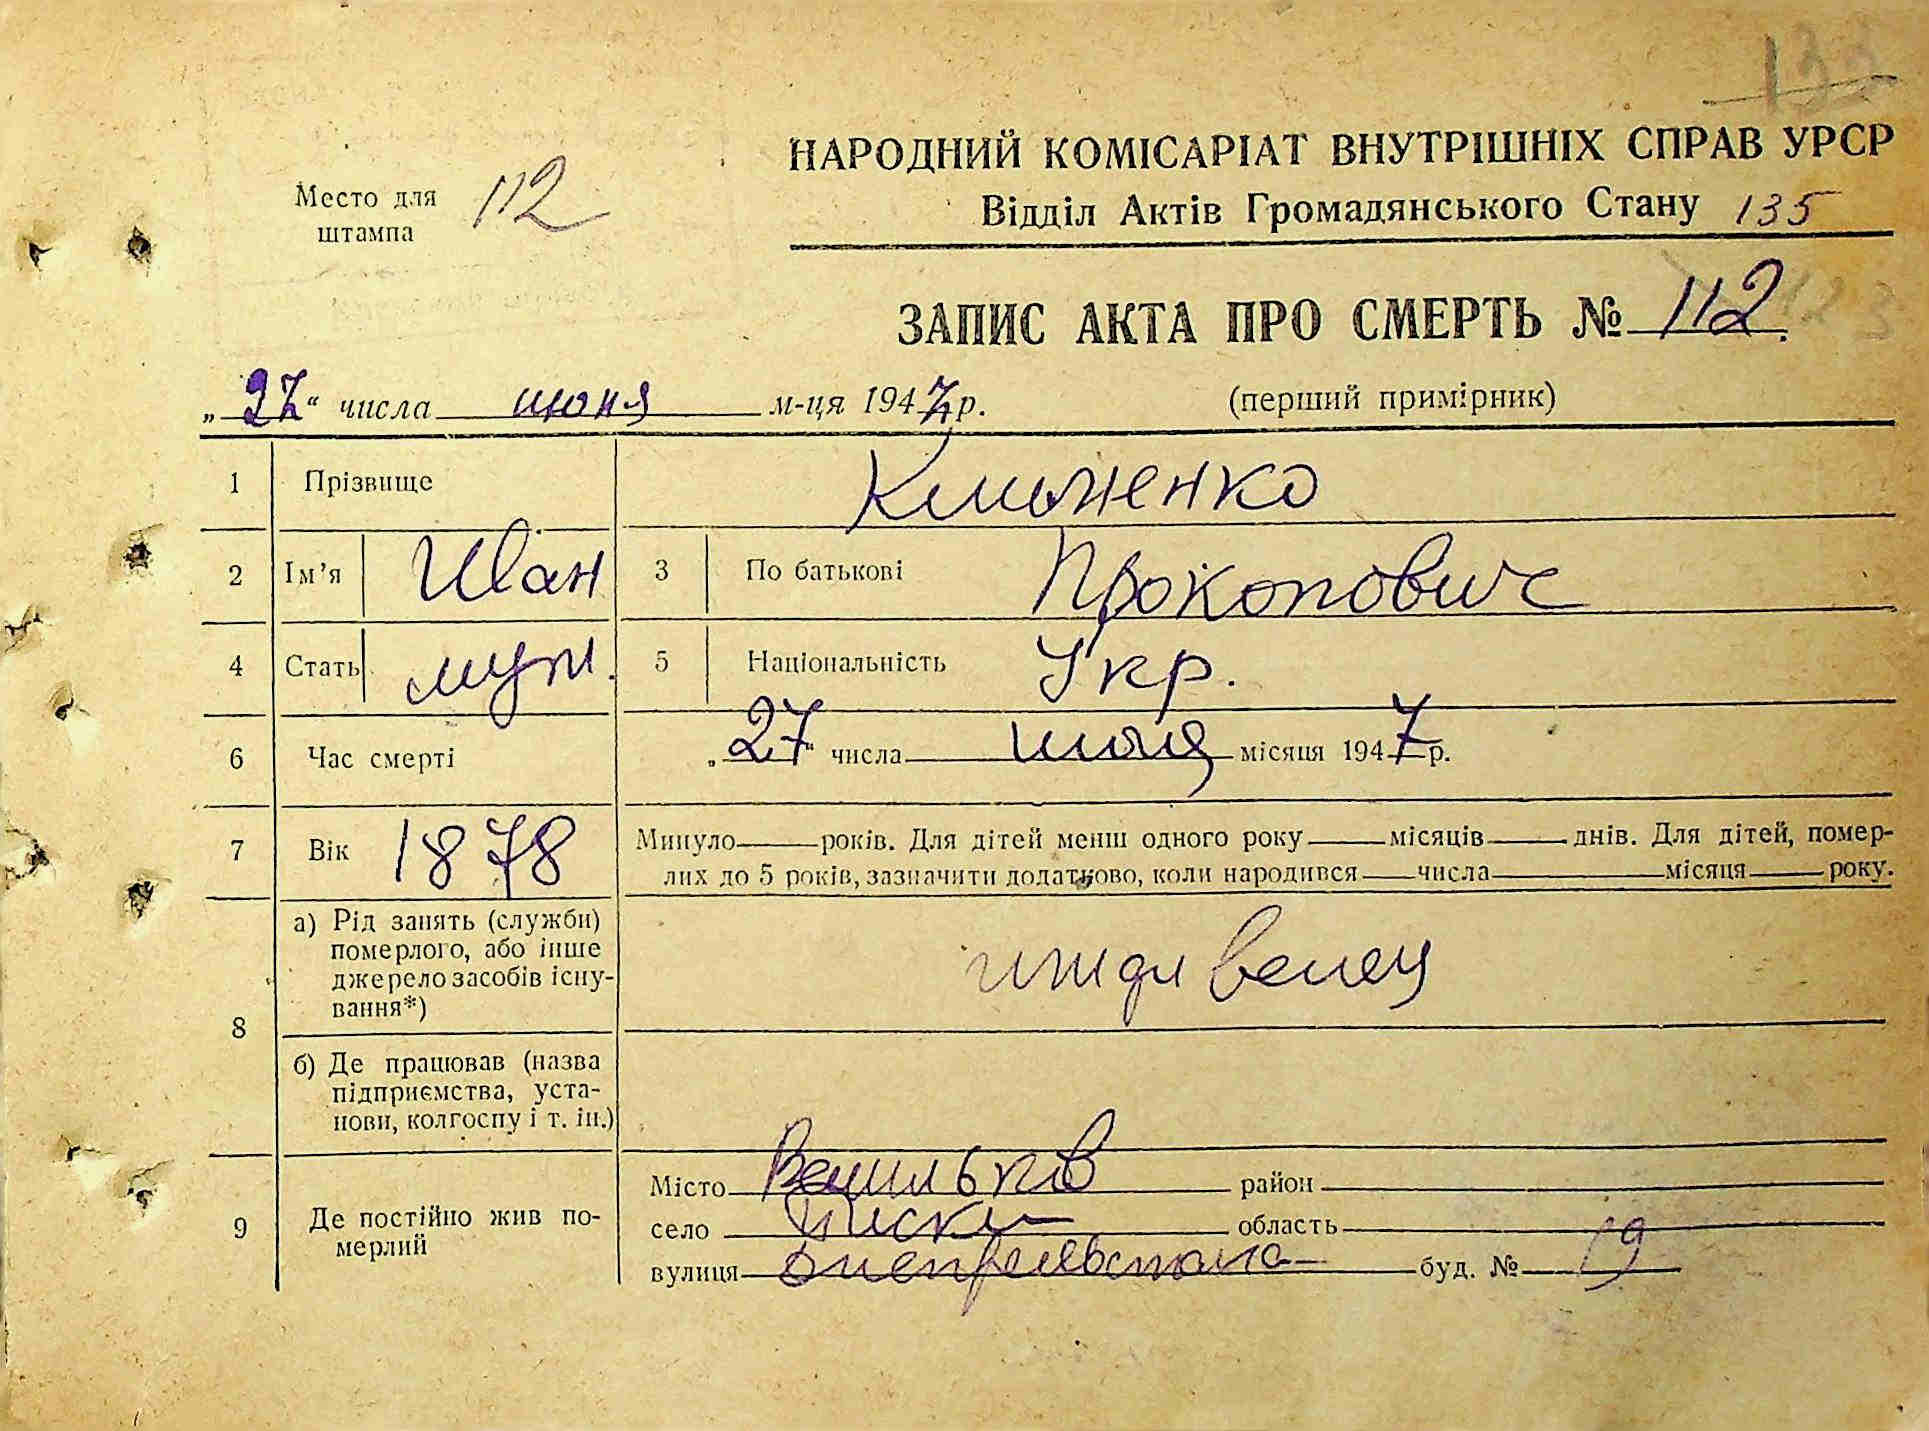 133
Место для
штампа
112
НАРОДНИЙ КОМІСАРІАТ ВНУТРІШНІХ СПРАВ УРСР
Відділ Актів Громадянського Стану 135
ЗАПИС АКТА ПРО СМЕРТЬ № 112. 123
„27“ числа июня м-ця 1947 р. (перший примірник)
1 Прізвище
2 Ім’я Иван 3 По батькові Прокопович
4 Стать муж. 5 Національність Укр.
6 Час смерті „27“ числа июня місяця 1947 р.
7 Вік 1878 Минуло року років. Для дітей менш одного року місяців днів. Для дітей, помер-
лих до 5 років, зазначити додатково, коли народився числа місяця року.
8 а) Рід занять (служби)
померлого, або інше
джерело засобів існу-
вання*)
иждивенец
б) Де працював (назва
підприємства, уста-
нови, колгоспу і т. ін.)
9 Де постійно жив по-
мерлий
Місто Васильків район
село область
вулиця буд. № 19